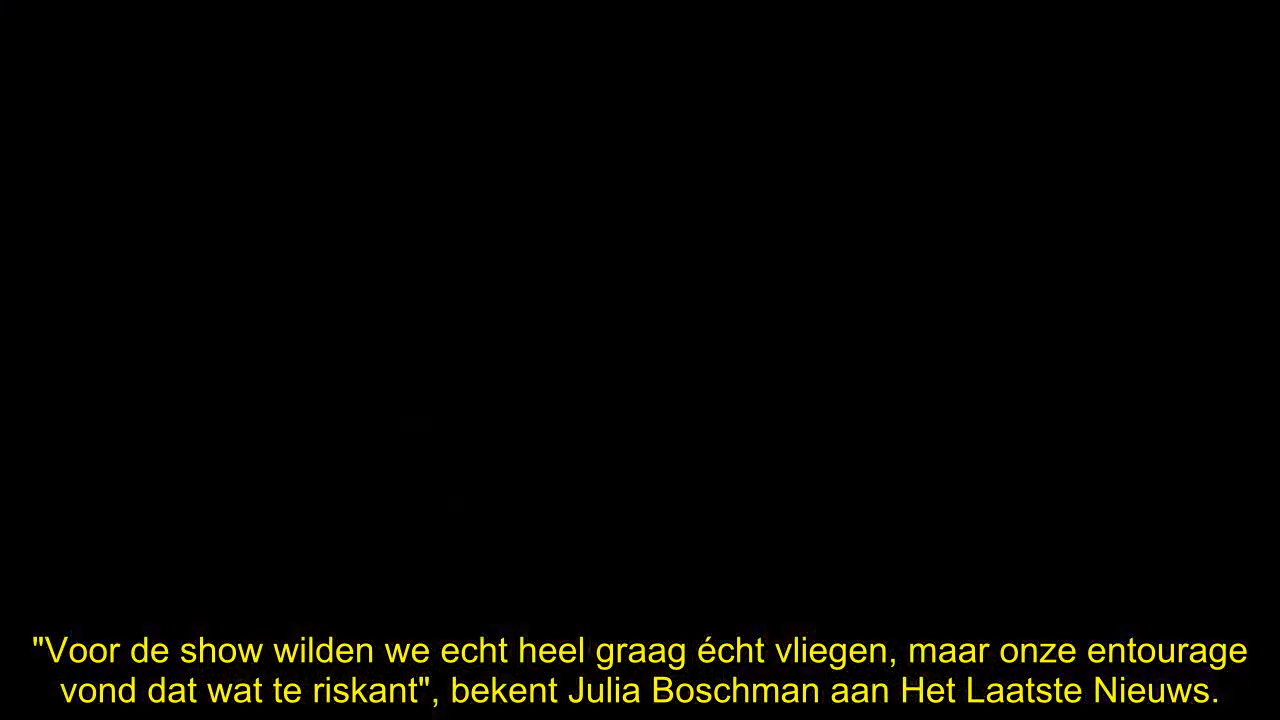 "Voor de show wilden we echt heel graag écht vliegen, maar onze entourage
vond dat wat te riskant", bekent Julia Boschman aan Het Laatste Nieuws.